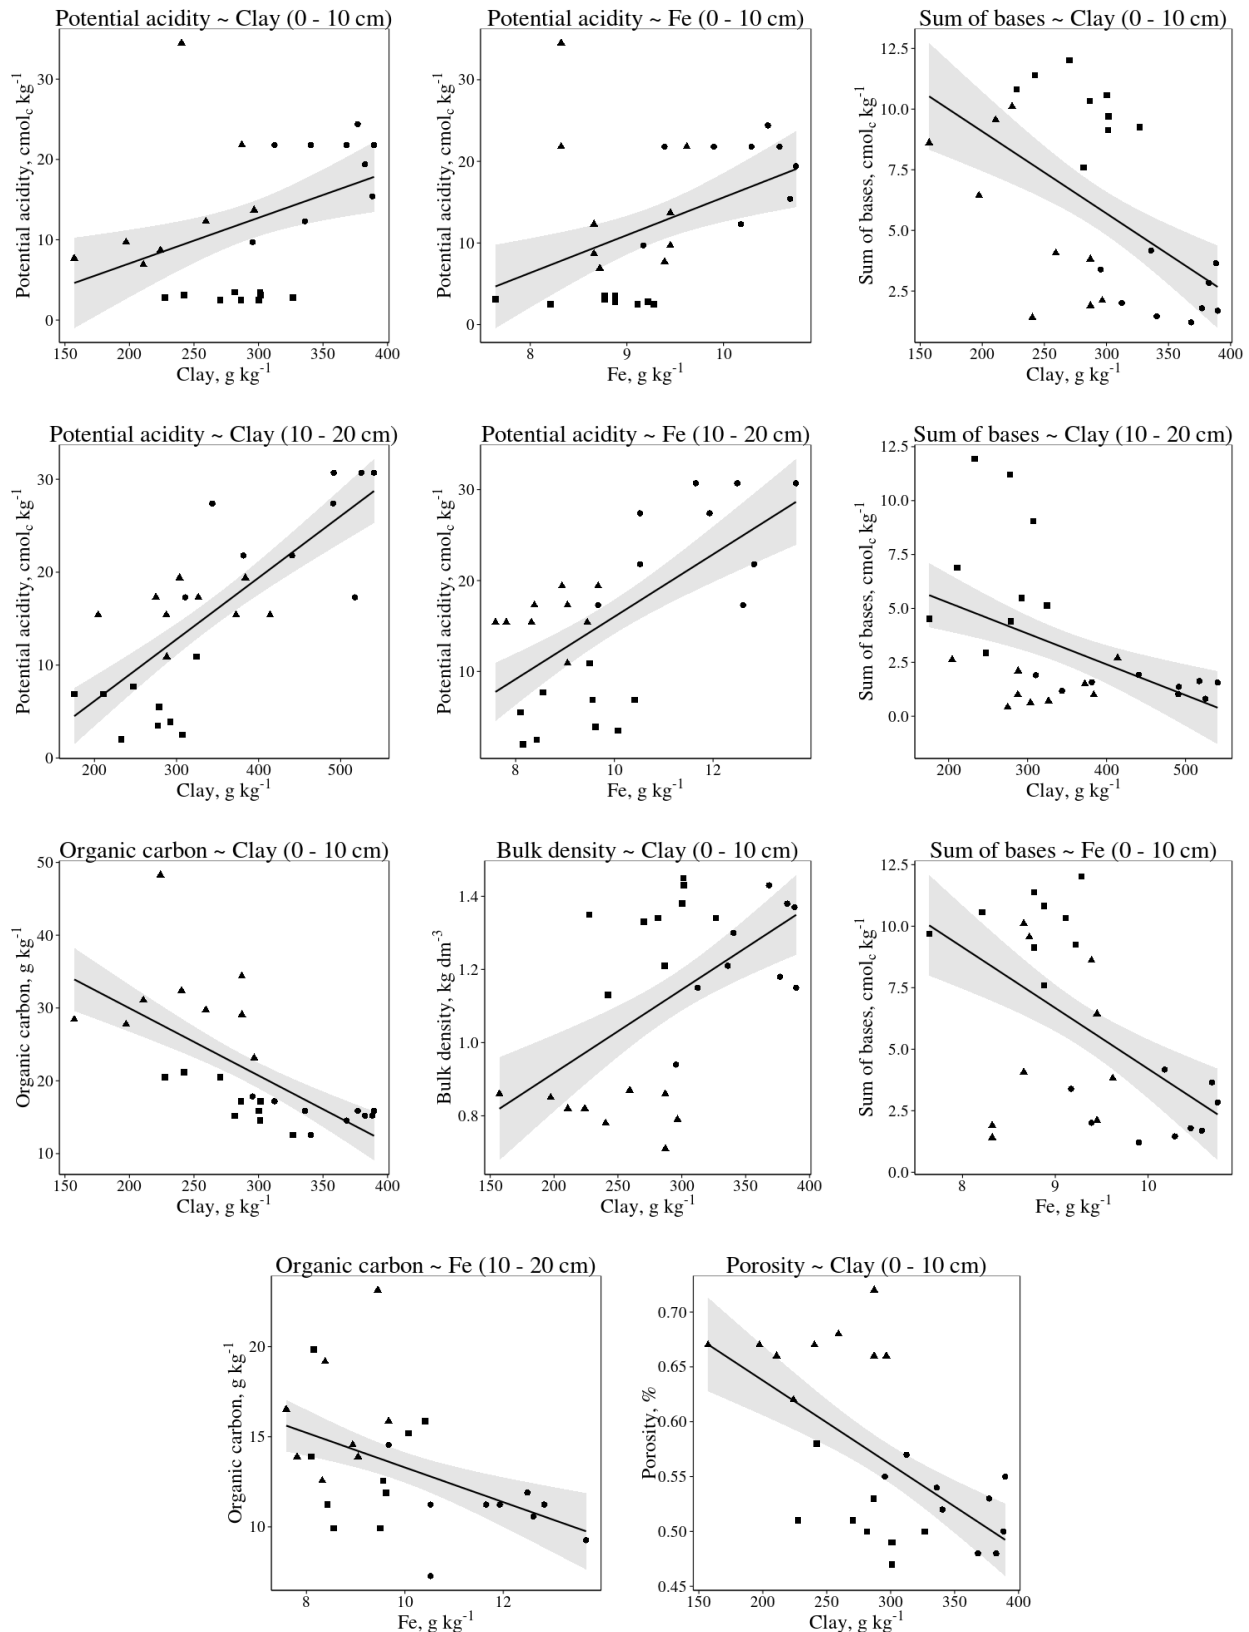 Potential acidity ~ Clay (0 - 10 cm)
Potential acidity, cmolc kg-1
30
20
10
0
150 200 250 300 350 400
Clay, g kg-1
Potential acidity ~ Fe (0 - 10 cm)
Potential acidity, cmolc kg-1
30
20
10
0
8 9 10
Fe, g kg-1
Sum of bases ~ Clay (0 - 10 cm)
Sum of bases, cmolc kg-1
12.5
10.0
7.5
5.0
2.5
150 200 250 300 350 400
Clay, g kg-1
Potential acidity ~ Clay (10 - 20 cm)
Potential acidity, cmolc kg-1
30
20
10
0
200 300 400 500
Clay, g kg-1
Potential acidity ~ Fe (10 - 20 cm)
Potential acidity, cmolc kg-1
30
20
10
8 10 12
Fe, g kg-1
Sum of bases ~ Clay (10 - 20 cm)
Sum of bases, cmolc kg-1
12.5
10.0
7.5
5.0
2.5
0.0
200 300 400 500
Clay, g kg-1
Organic carbon ~ Clay (0 - 10 cm)
Organic carbon, g kg-1
50
40
30
20
10
150 200 250 300 350 400
Clay, g kg-1
Bulk density ~ Clay (0 - 10 cm)
Bulk density, kg dm-3
1.4
1.2
1.0
0.8
150 200 250 300 350 400
Clay, g kg-1
Sum of bases ~ Fe (0 - 10 cm)
Sum of bases, cmolc kg-1
12.5
10.0
7.5
5.0
2.5
0.0
8 9 10
Fe, g kg-1
Organic carbon ~ Fe (10 - 20 cm)
Organic carbon, g kg-1
20
15
10
8 10 12
Fe, g kg-1
Porosity ~ Clay (0 - 10 cm)
Porosity, %
0.70
0.65
0.60
0.55
0.50
0.45
150 200 250 300 350 400
Clay, g kg-1